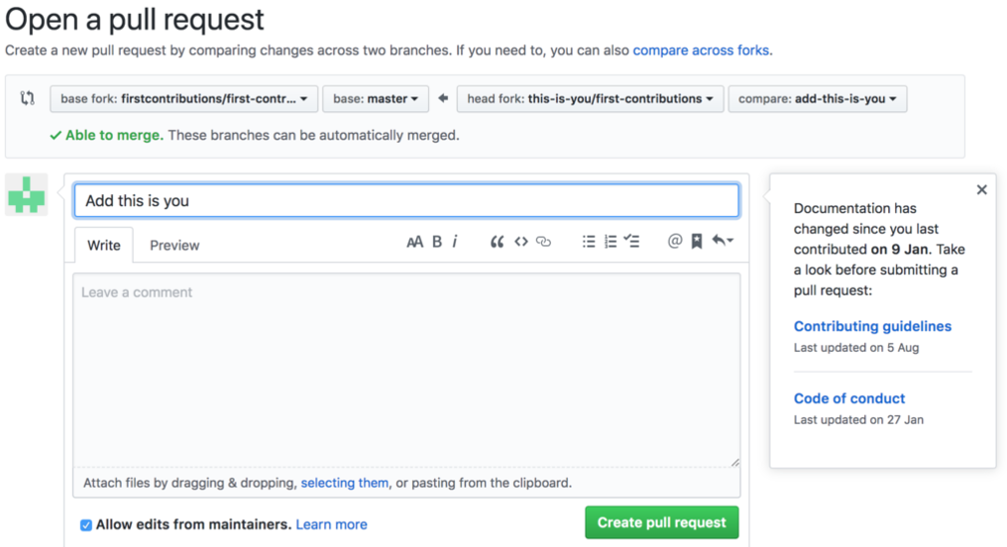 Open a pull request
Create a new pull request by comparing changes across two branches. If you need to, you can also compare across forks.
base fork: firstcontributions/first-contr... base: master head fork: this-is-you/first-contributions compare: add-this-is-you
Able to merge. These branches can be automatically merged.
Add this is you
Write Preview
AA B i
Leave a comment
Attach files by dragging & dropping, selecting them, or pasting from the clipboard.
Allow edits from maintainers. Learn more
Create pull request
Documentation has
changed since you last
contributed on 9 Jan. Take
a look before submitting a
pull request:
Contributing guidelines
Last updated on 5 Aug
Code of conduct
Last updated on 27 Jan